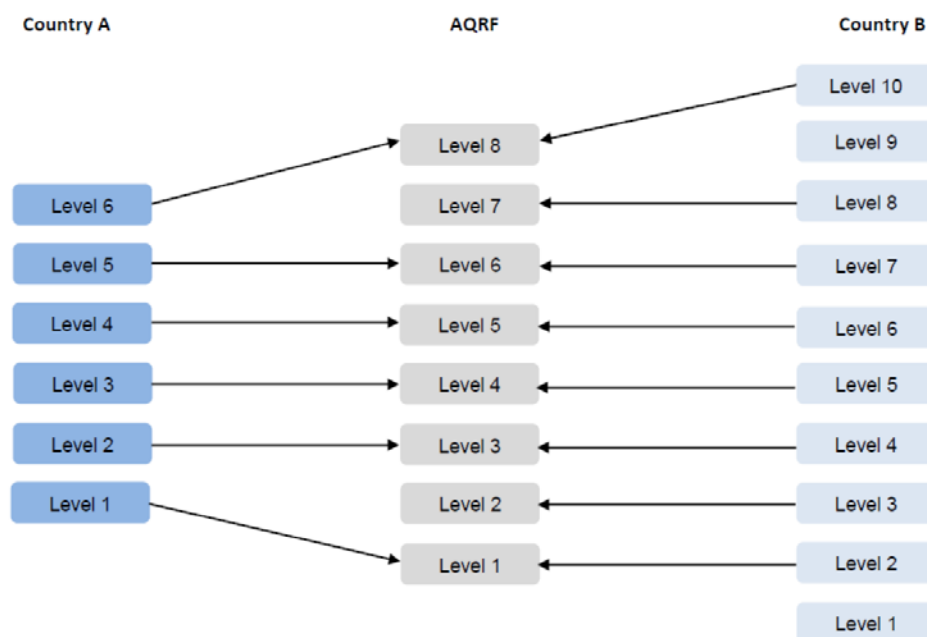 Country A
AQRF
Country B
Level 10
Level 8
Level 9
Level 6
Level 7
Level 8
Level 5
Level 6
Level 7
Level 4
Level 5
Level 6
Level 3
Level 4
Level 5
Level 2
Level 3
Level 4
Level 1
Level 2
Level 3
Level 1
Level 2
Level 1